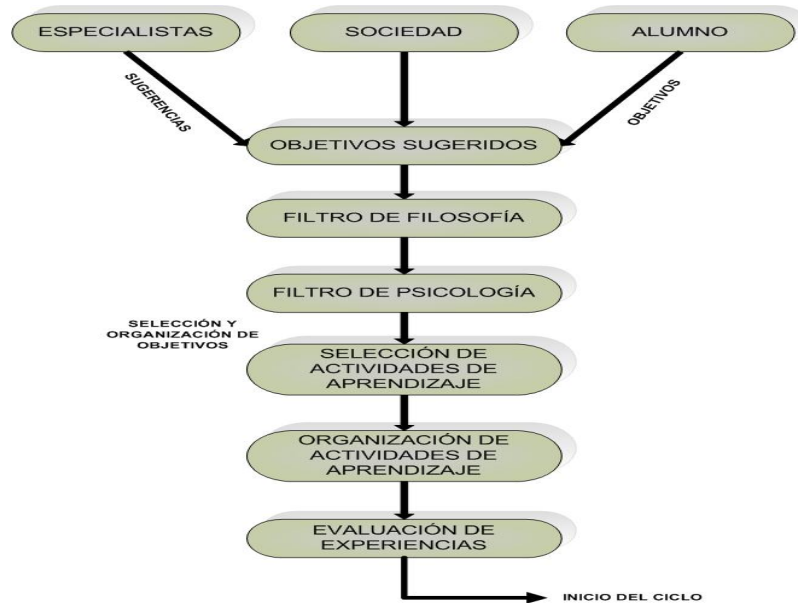 ESPECIALISTAS
SOCIEDAD
ALUMNO
SUGERENCIAS
OBJETIVOS
OBJETIVOS SUGERIDOS
FILTRO DE FILOSOFÍA
FILTRO DE PSICOLOGÍA
SELECCIÓN Y
ORGANIZACIÓN DE
OBJETIVOS
SELECCIÓN DE
ACTIVIDADES DE
APRENDIZAJE
ORGANIZACIÓN DE
ACTIVIDADES DE
APRENDIZAJE
EVALUACIÓN DE
EXPERIENCIAS
INICIO DEL CICLO